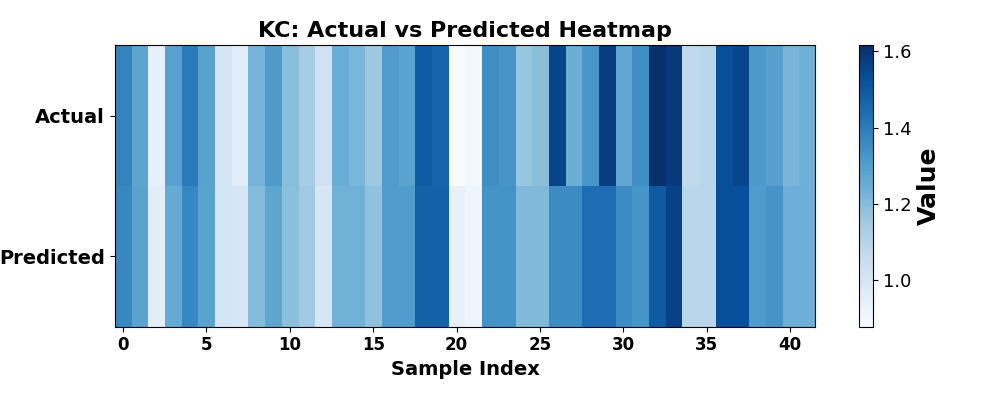 KC: Actual vs Predicted Heatmap
Actual
Predicted
0 5 10 15 20 25 30 35 40
Sample Index
1.6
1.4
1.2
1.0
Value